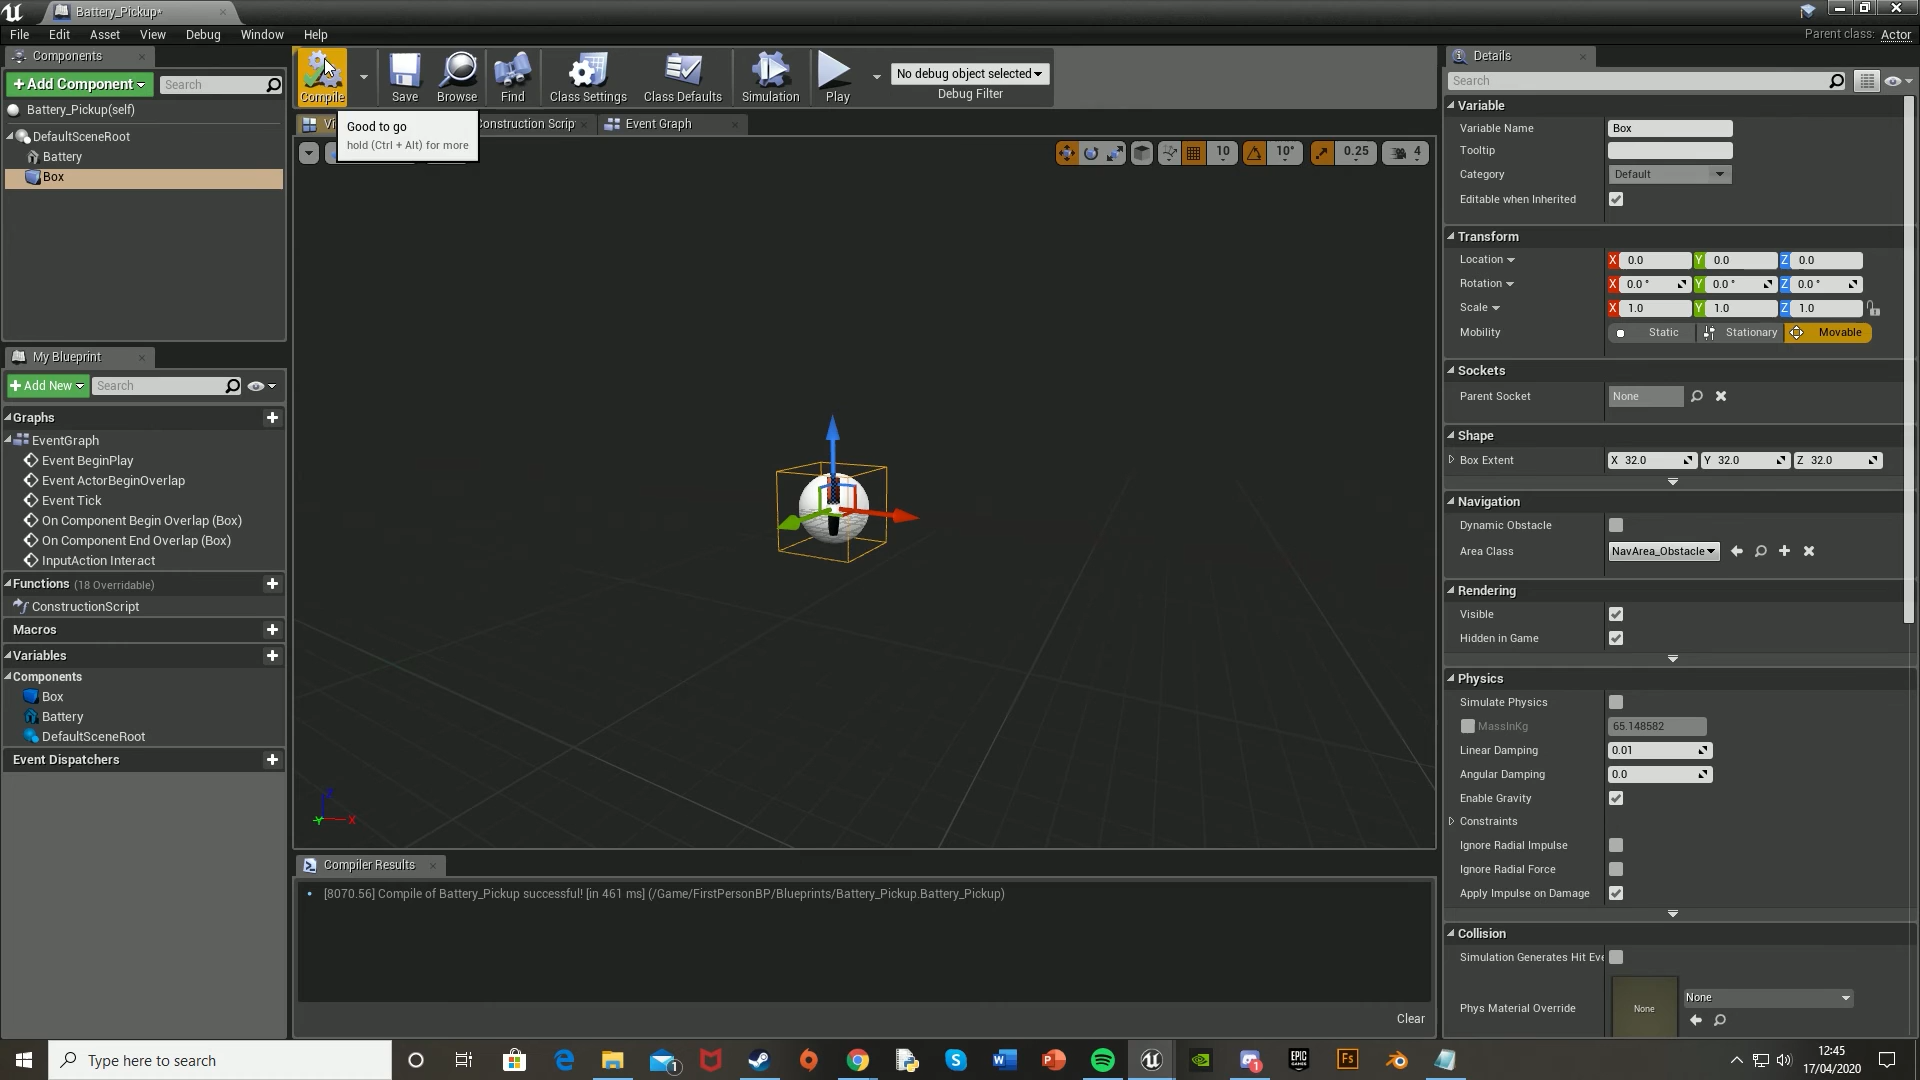 Battery_Pickup*
File Edit Asset View Debug Window Help
Parent class: Actor
Components
+ Add Component
Search
Battery_Pickup(self)
DefaultSceneRoot
Battery
Box
My Blueprint
+ Add New
Search
Graphs
EventGraph
Event BeginPlay
Event ActorBeginOverlap
Event Tick
On Component Begin Overlap (Box)
On Component End Overlap (Box)
InputAction Interact
Functions (18 Overridable)
ConstructionScript
Macros
Variables
Components
Box
Battery
DefaultSceneRoot
Event Dispatchers
Compile Save Browse Find Class Settings Class Defaults Simulation Play
No debug object selected
Debug Filter
Vi
Construction Scrip
Event Graph
Good to go
hold (Ctrl + Alt) for more
10 10° 0.25 4
Z
Y X
Compiler Results
[8070.56] Compile of Battery_Pickup successful! [in 461 ms] (/Game/FirstPersonBP/Blueprints/Battery_Pickup.Battery_Pickup)
Clear
Details
Search
Variable
Variable Name Box
Tooltip
Category Default
Editable when Inherited
Transform
Location X 0.0 Y 0.0 Z 0.0
Rotation X 0.0 ° Y 0.0 ° Z 0.0 °
Scale X 1.0 Y 1.0 Z 1.0
Mobility Static Stationary Movable
Sockets
Parent Socket None
Shape
Box Extent X 32.0 Y 32.0 Z 32.0
Navigation
Dynamic Obstacle
Area Class NavArea_Obstacle
Rendering
Visible
Hidden in Game
Physics
Simulate Physics
MassInKg 65.148582
Linear Damping 0.01
Angular Damping 0.0
Enable Gravity
Constraints
Ignore Radial Impulse
Ignore Radial Force
Apply Impulse on Damage
Collision
Simulation Generates Hit Eve
Phys Material Override None None
Type here to search
1
1
EPIC GAMES
Fs
12:45
17/04/2020